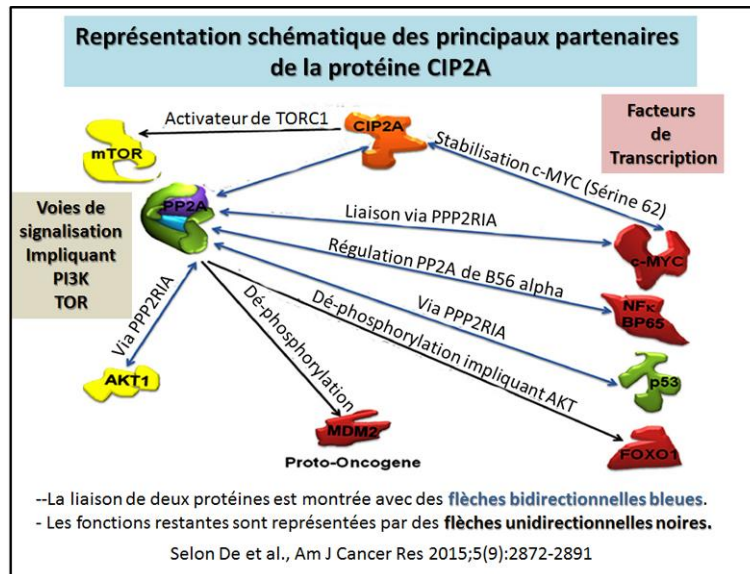 Représentation schématique des principaux partenaires
de la protéine CIP2A
Activateur de TORC1
CIP2A
mTOR
Stabilisation c-MYC (Sérine 62)
Facteurs
de
Transcription
PP2A
Voies de
signalisation
Impliquant
PI3K
TOR
Liaison via PPP2RIA
c-MYC
Régulation PP2A de B56 alpha
NFκ
BP65
Via PPP2RIA
p53
Via PPP2RIA
Dé-phosphorylation impliquant AKT
Dé-phosphorylation
AKT1
MDM2
FOXO1
Proto-Oncogene
--La liaison de deux protéines est montrée avec des flèches bidirectionnelles bleues.
- Les fonctions restantes sont représentées par des flèches unidirectionnelles noires.
Selon De et al., Am J Cancer Res 2015;5(9):2872-2891